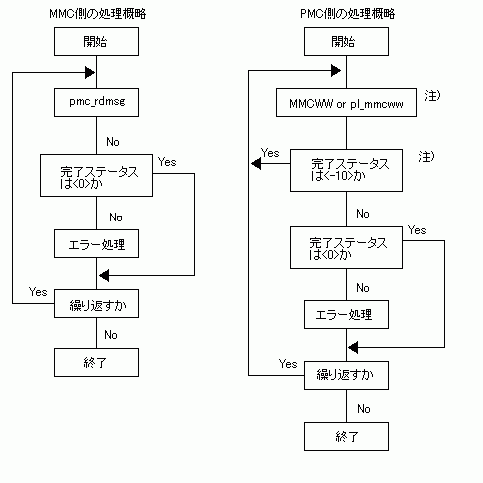 MMC側の処理概略
開始
pmc_rdmsg
No
完了ステータス
は<0>か
Yes
No
エラー処理
Yes
繰り返すか
No
終了
PMC側の処理概略
開始
MMCWW or pl_mmcww
注)
Yes
完了ステータス
は<-10>か
注)
No
完了ステータス
は<0>か
Yes
No
エラー処理
Yes
繰り返すか
No
終了